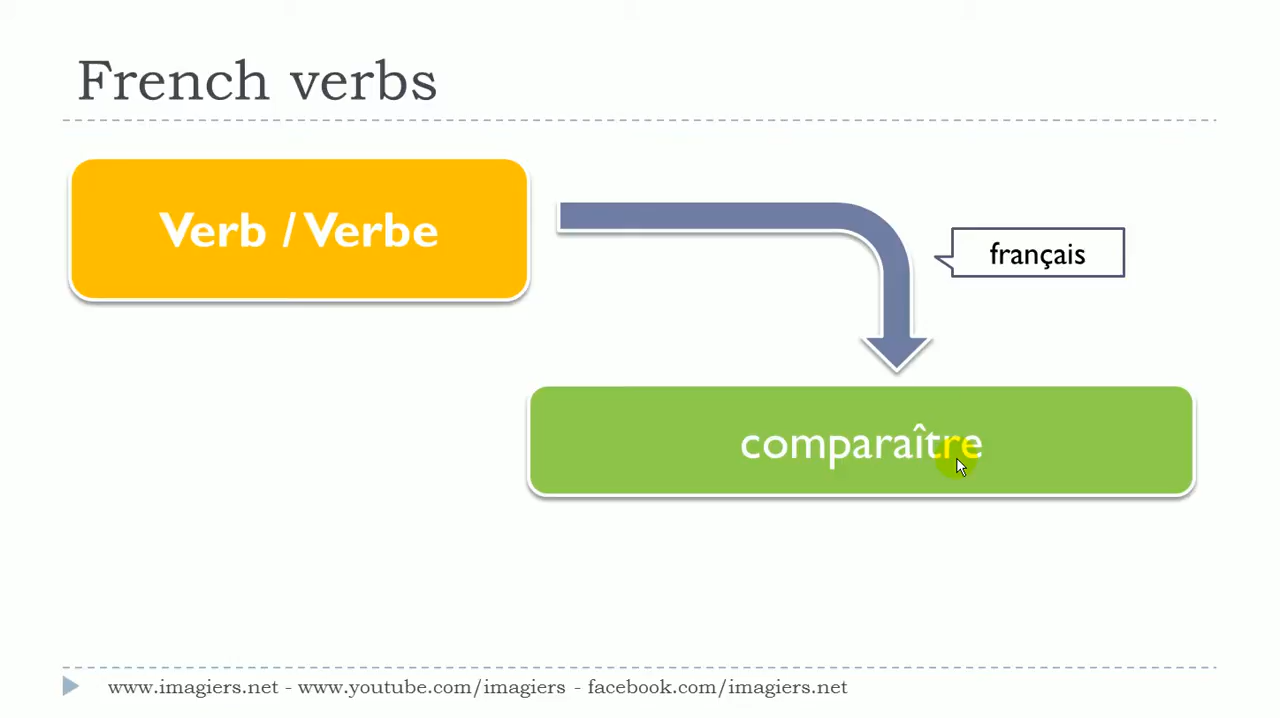 French verbs
Verb / Verbe
français
comparaître
www.imagiers.net - www.youtube.com/imagiers - facebook.com/imagiers.net